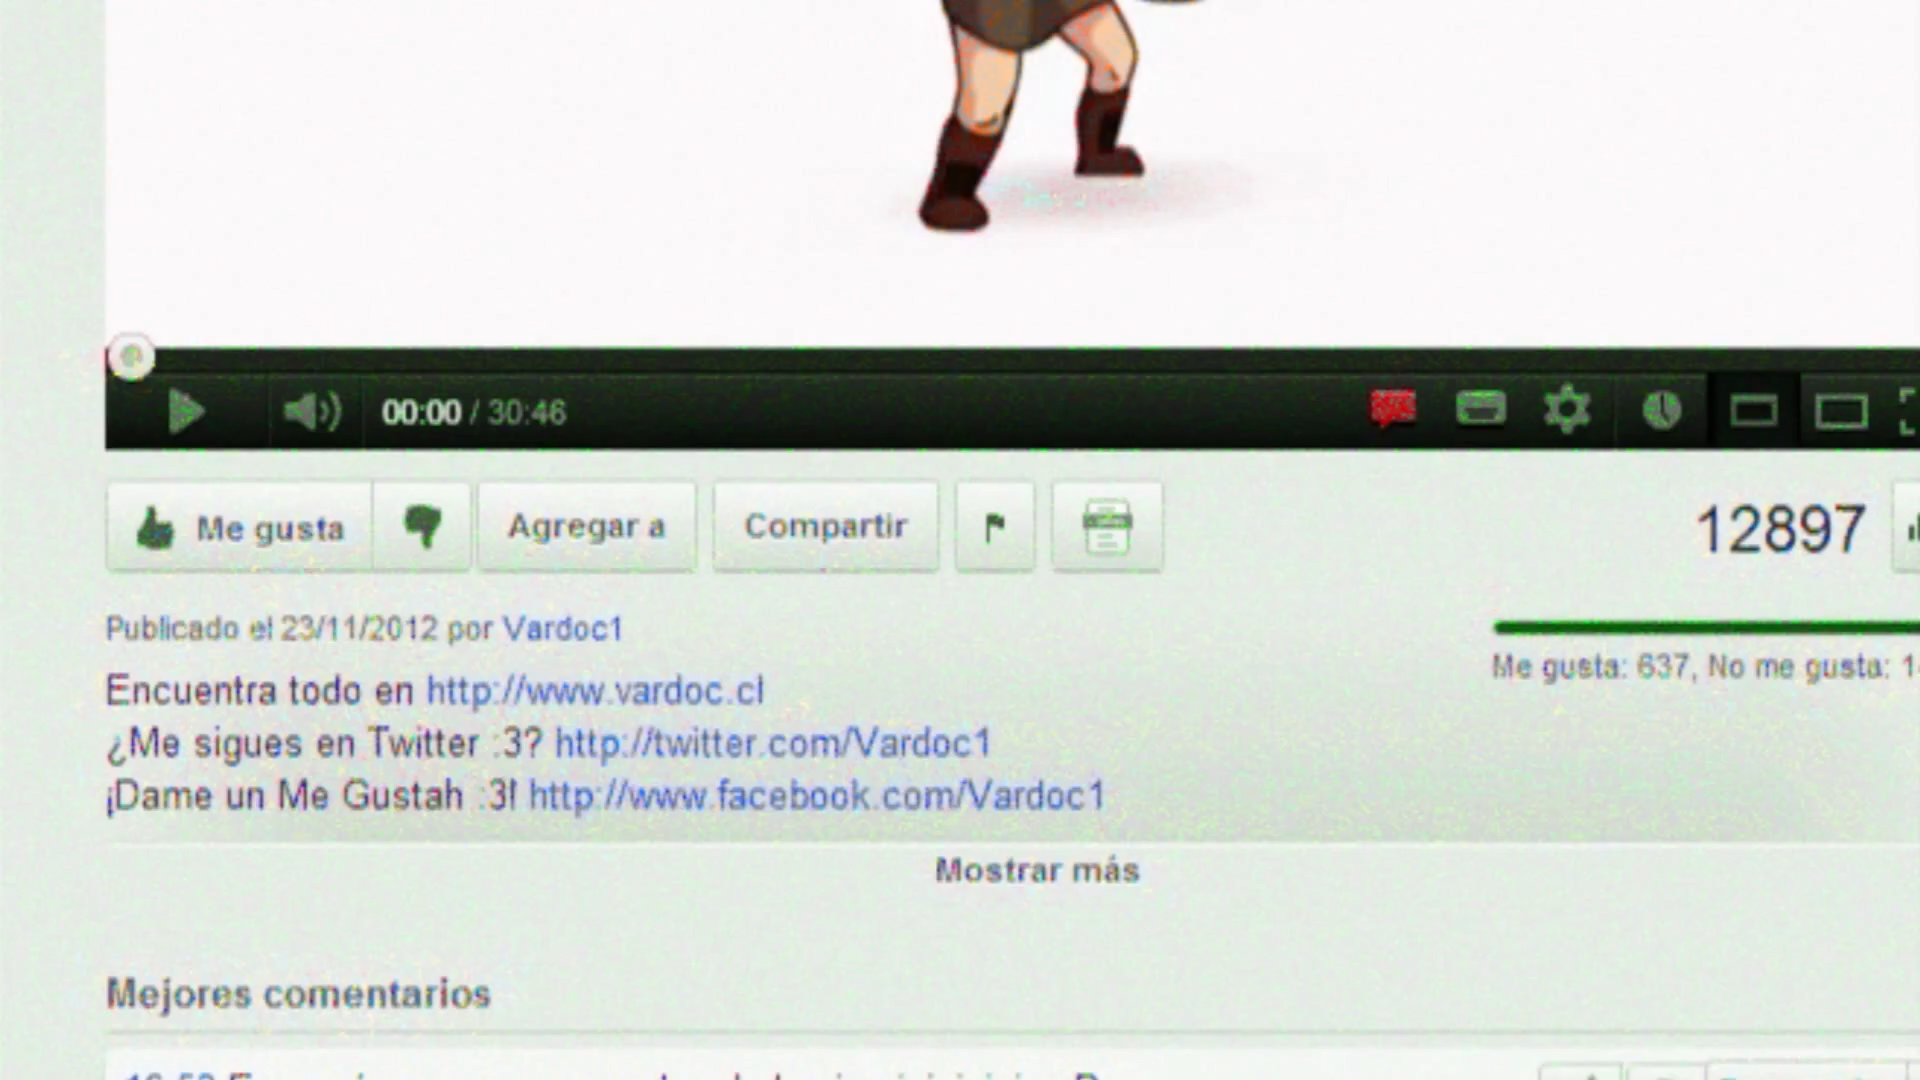 00:00 / 30:46
Me gusta
Agregar a
Compartir
12897
Publicado el 23/11/2012 por Vardoc1
Me gusta: 637, No me gusta:
Encuentra todo en http://www.vardoc.cl
¿Me sigues en Twitter :3? http://twitter.com/Vardoc1
¡Dame un Me Gustah :3! http://www.facebook.com/Vardoc1
Mostrar más
Mejores comentarios